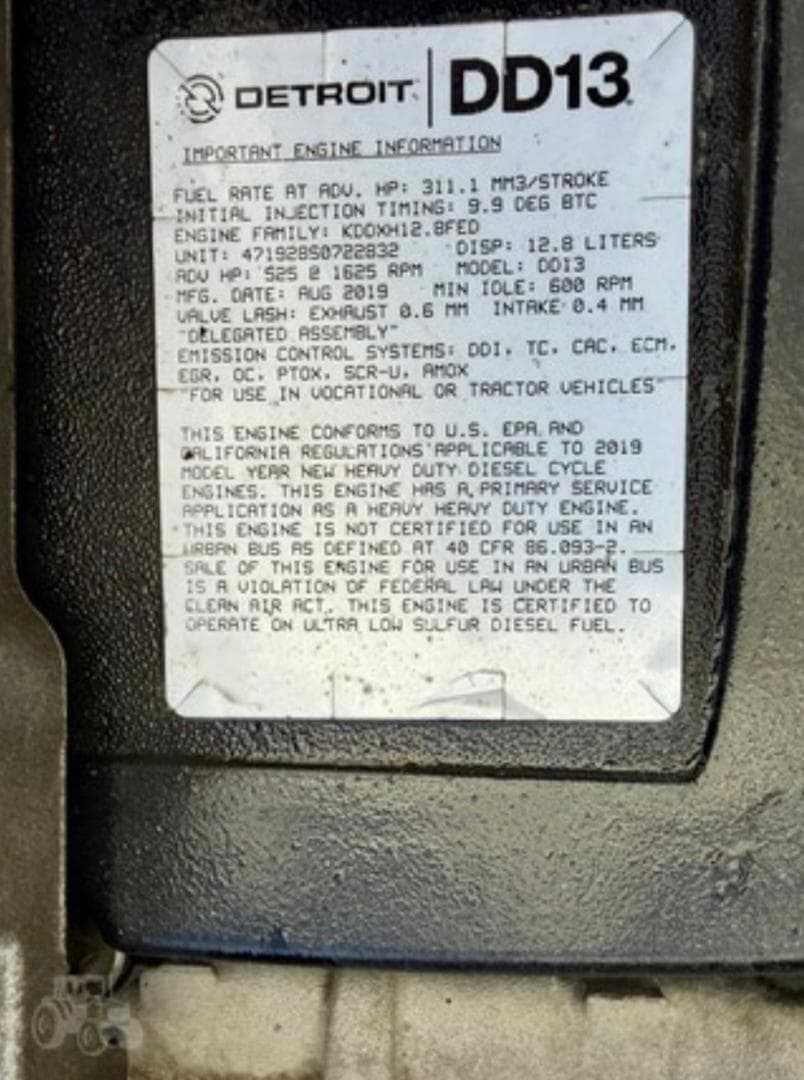 DETROIT. DD13
IMPORTANT ENGINE INFORMATION
FUEL RATE AT ADV. HP: 311.1 MM3/STROKE
INITIAL INJECTION TIMING: 9.9 DEG BTC
ENGINE FAMILY: KDDXH12.8FED
UNIT: 471928S0722832 DISP: 12.8 LITERS
ADV HP: 525 @ 1625 RPM MODEL: DD13
MFG. DATE: AUG 2019 MIN IDLE: 600 RPM
VALVE LASH: EXHAUST 0.6 MM INTAKE 0.4 MM
"DELEGATED ASSEMBLY"
EMISSION CONTROL SYSTEMS: DDI, TC, CAC, ECM,
EGR, OC, PTOX, SCR-U, AMOX
"FOR USE IN VOCATIONAL OR TRACTOR VEHICLES"
THIS ENGINE CONFORMS TO U.S. EPA AND
CALIFORNIA REGULATIONS APPLICABLE TO 2019
MODEL YEAR NEW HEAVY DUTY DIESEL CYCLE
ENGINES. THIS ENGINE HAS A PRIMARY SERVICE
APPLICATION AS A HEAVY HEAVY DUTY ENGINE.
THIS ENGINE IS NOT CERTIFIED FOR USE IN AN
URBAN BUS AS DEFINED AT 40 CFR 86.093-2.
SALE OF THIS ENGINE FOR USE IN AN URBAN BUS
IS A VIOLATION OF FEDERAL LAW UNDER THE
CLEAN AIR ACT. THIS ENGINE IS CERTIFIED TO
OPERATE ON ULTRA LOW SULFUR DIESEL FUEL.